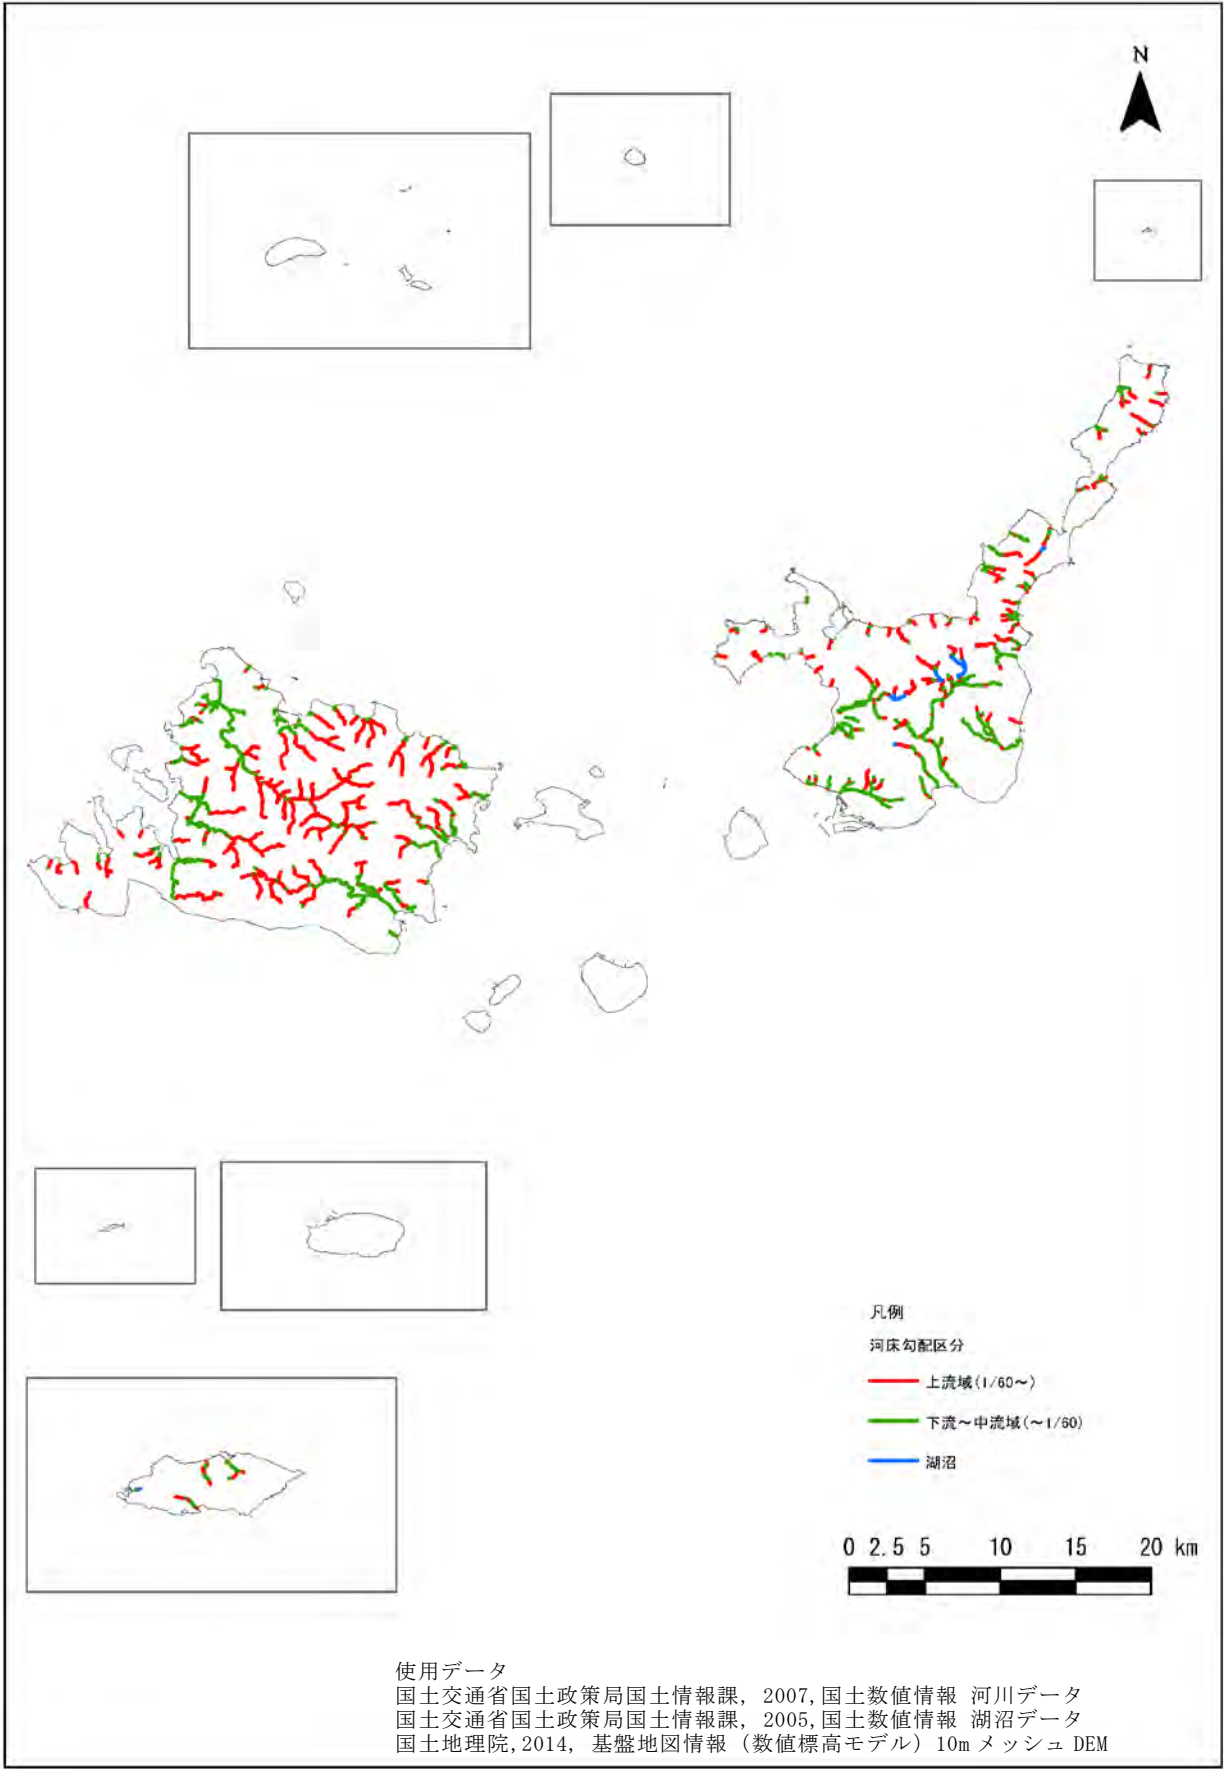 N
凡例
河床勾配区分
上流域(1/60～)
下流～中流域(～1/60)
湖沼
0 2.5 5 10 15 20 km
使用データ
国土交通省国土政策局国土情報課, 2007,国土数値情報 河川データ
国土交通省国土政策局国土情報課, 2005,国土数値情報 湖沼データ
国土地理院,2014, 基盤地図情報（数値標高モデル）10m メッシュ DEM